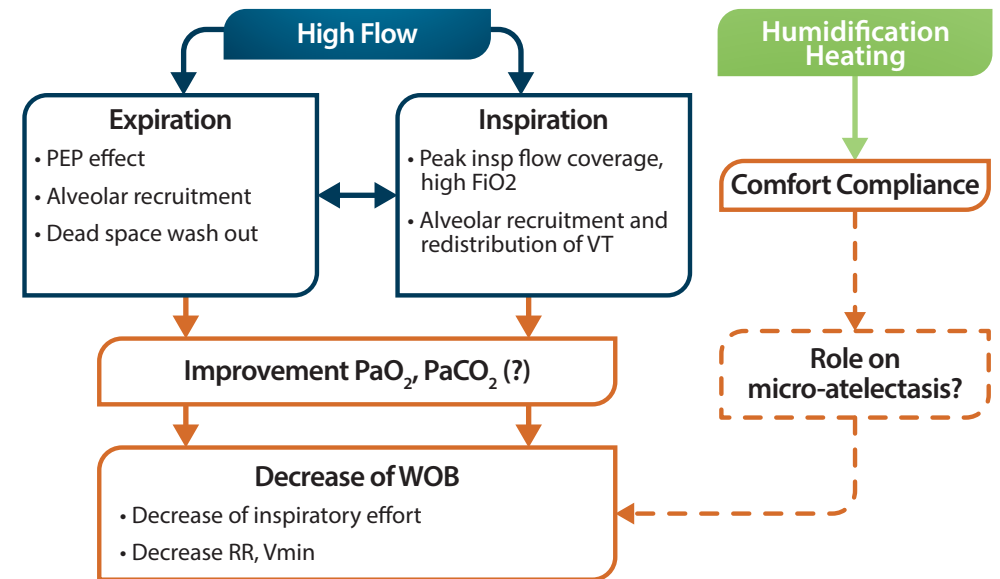 High Flow
Humidification
Heating
Expiration
• PEP effect
• Alveolar recruitment
• Dead space wash out
Inspiration
• Peak insp flow coverage,
high FiO2
• Alveolar recruitment and
redistribution of VT
Comfort Compliance
Improvement PaO₂, PaCO₂ (?)
Role on
micro-atelectasis?
Decrease of WOB
• Decrease of inspiratory effort
• Decrease RR, Vmin